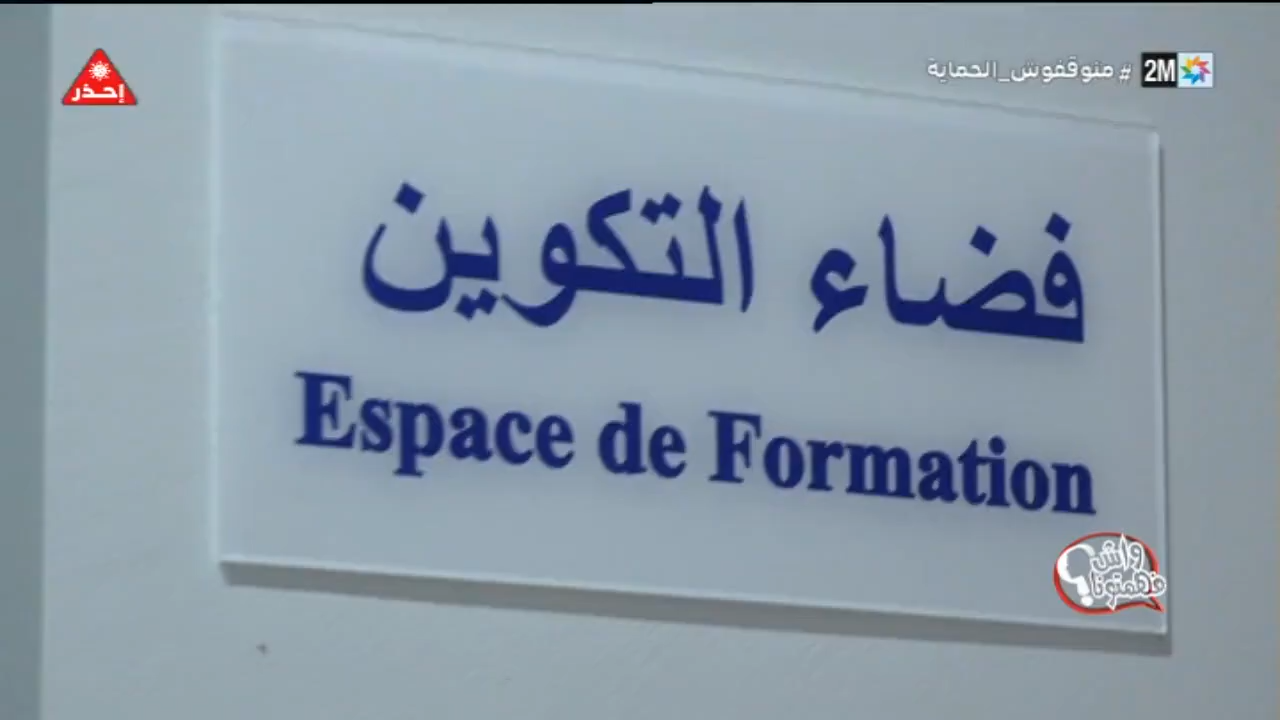 إحذر
# منوقفوش_الحماية 2M
فضاء التكوين
Espace de Formation
واش
فهمتونا؟